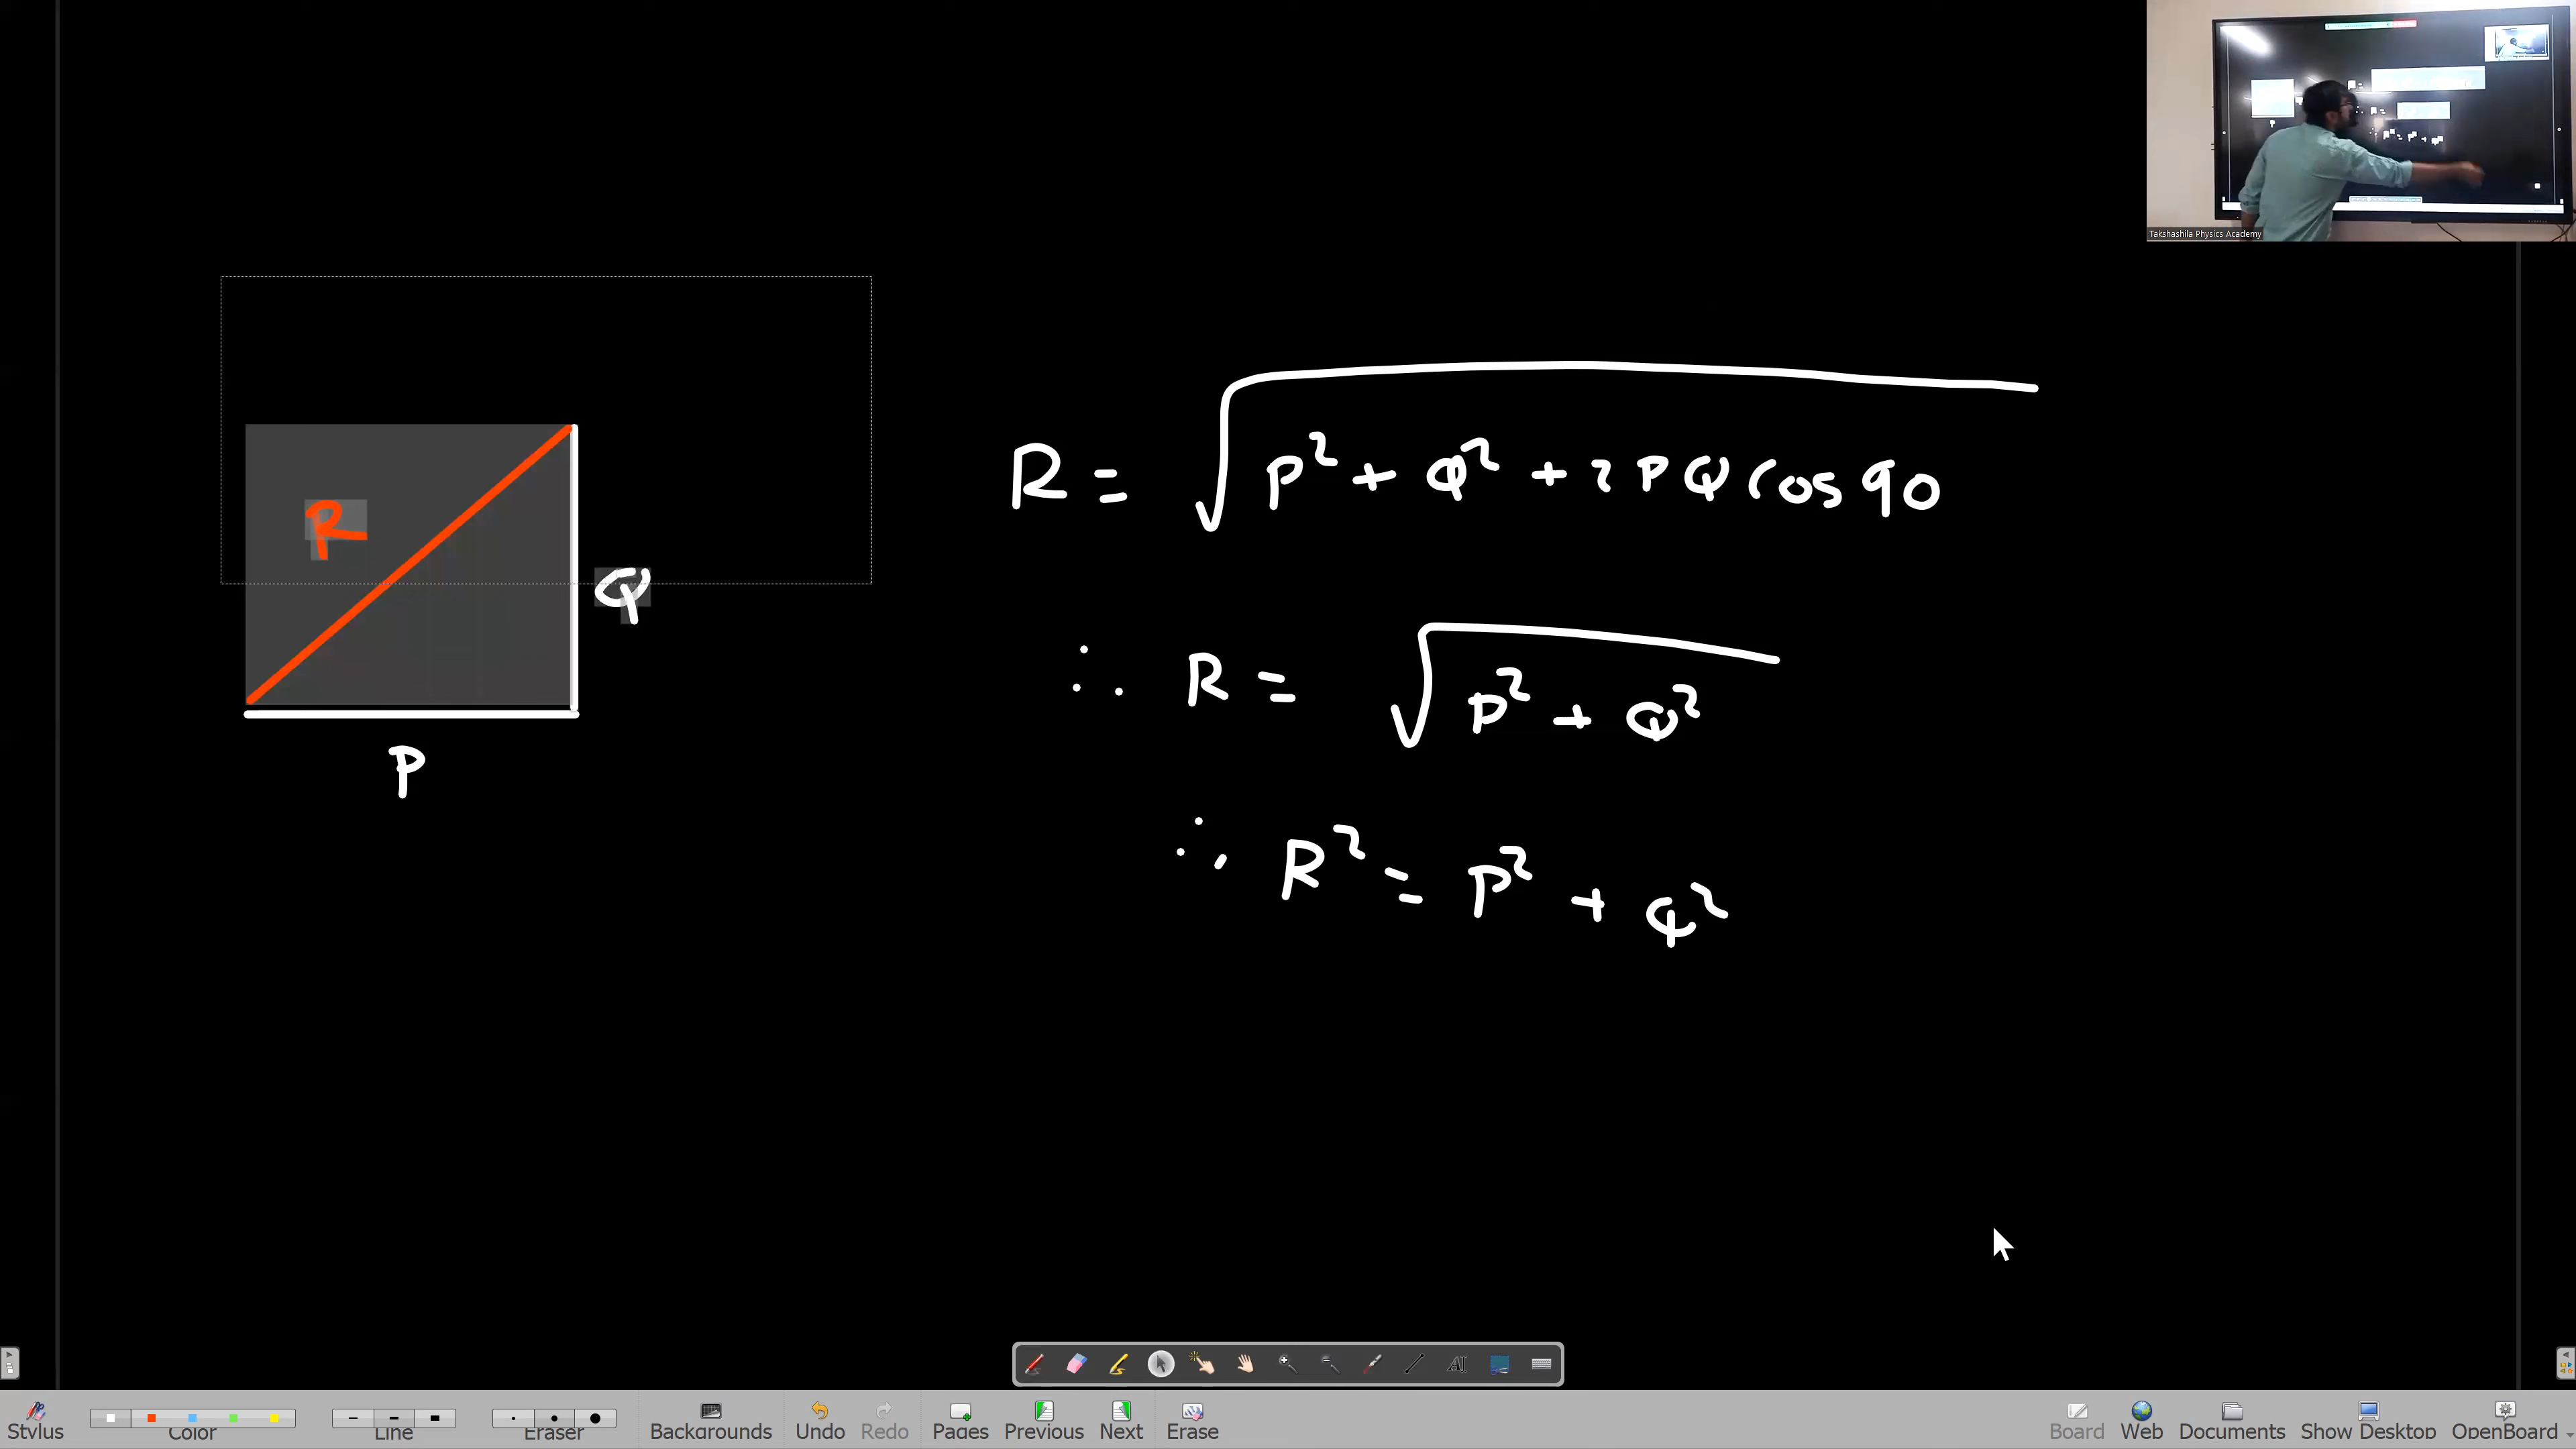 Takshashila Physics Academy
R
Q
P
R = √(P² + Q² + 2PQ cos 90)
∴ R = √(P² + Q²)
∴ R² = P² + Q²
Stylus Color Line Eraser Backgrounds Undo Redo Pages Previous Next Erase Board Web Documents Show Desktop OpenBoard